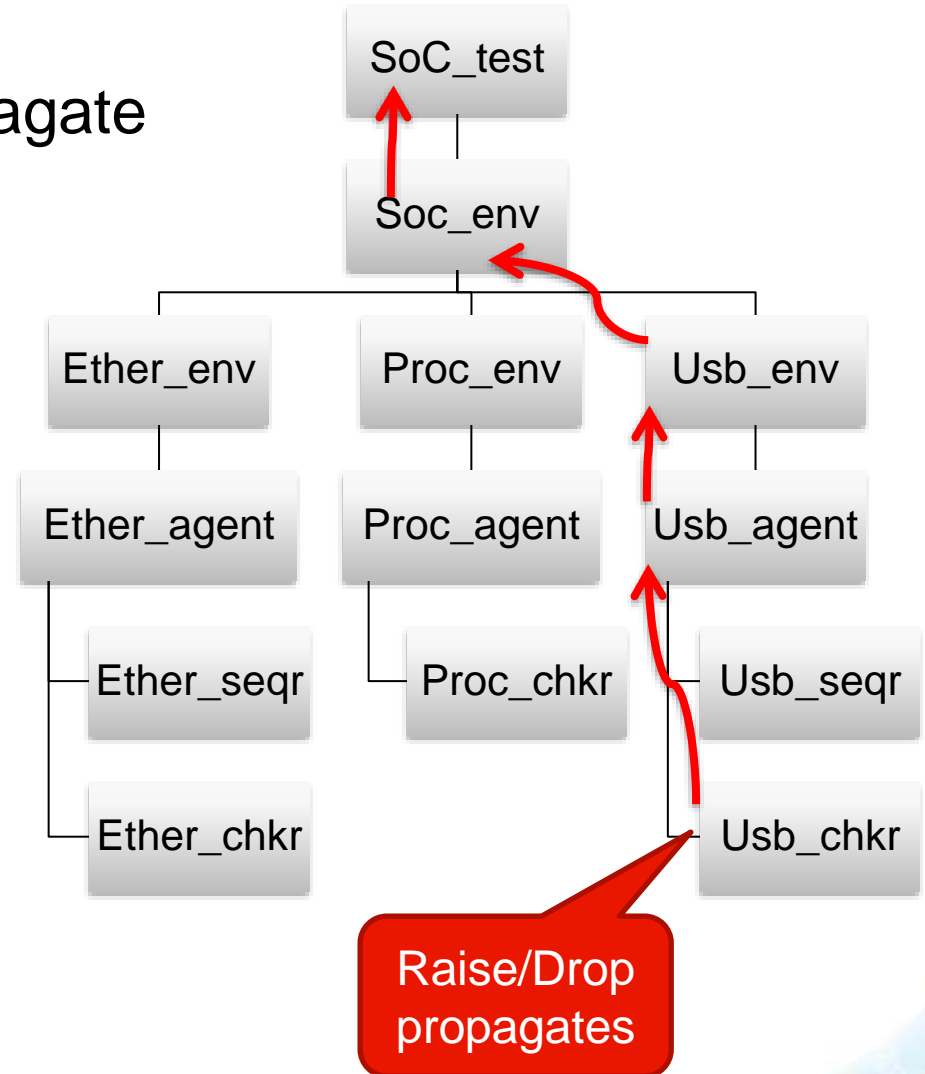 SoC_test
agate
Soc_env
Ether_env
Proc_env
Usb_env
Ether_agent
Proc_agent
Usb_agent
Ether_seqr
Proc_chkr
Usb_seqr
Ether_chkr
Usb_chkr
Raise/Drop
propagates